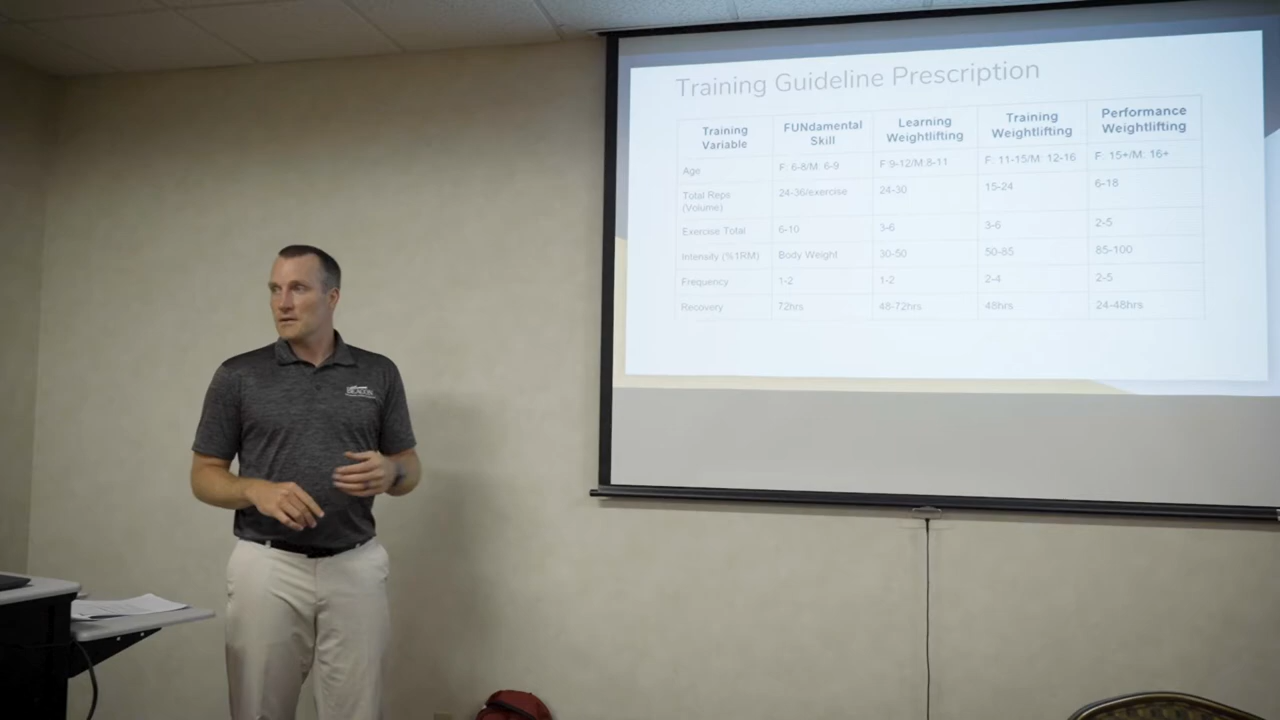 Training Guideline Prescription
Training Variable FUNdamental Skill Learning Weightlifting Training Weightlifting Performance Weightlifting
Age F: 6-8/M: 6-9 F 9-12/M:8-11 F: 11-15/M: 12-16 F: 15+/M: 16+
Total Reps (Volume) 24-36/exercise 24-30 15-24 6-18
Exercise Total 6-10 3-6 3-6 2-5
Intensity (%1RM) Body Weight 30-50 50-85 85-100
Frequency 1-2 1-2 2-4 2-5
Recovery 72hrs 48-72hrs 48hrs 24-48hrs